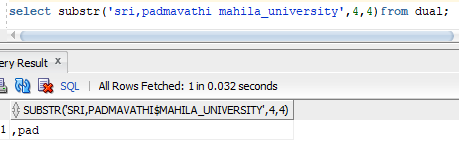 select substr('sri,padmavathi mahila_university',4,4)from dual;
ery Result x
SQL | All Rows Fetched: 1 in 0.032 seconds
SUBSTR('SRI,PADMAVATHI$MAHILA_UNIVERSITY',4,4)
1 ,pad